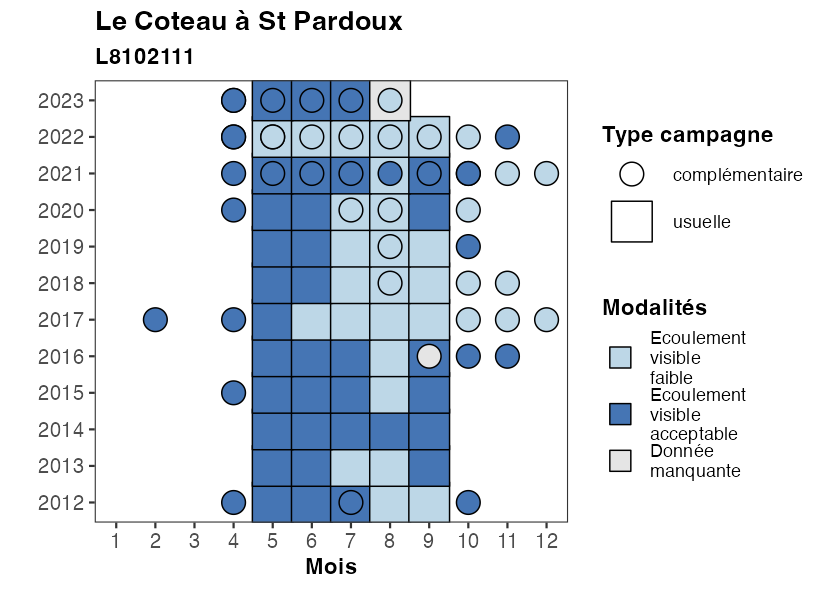 Le Coteau à St Pardoux
L8102111
2023
2022
2021
2020
2019
2018
2017
2016
2015
2014
2013
2012
1 2 3 4 5 6 7 8 9 10 11 12
Mois
Type campagne
complémentaire
usuelle
Modalités
Ecoulement
visible
faible
Ecoulement
visible
acceptable
Donnée
manquante